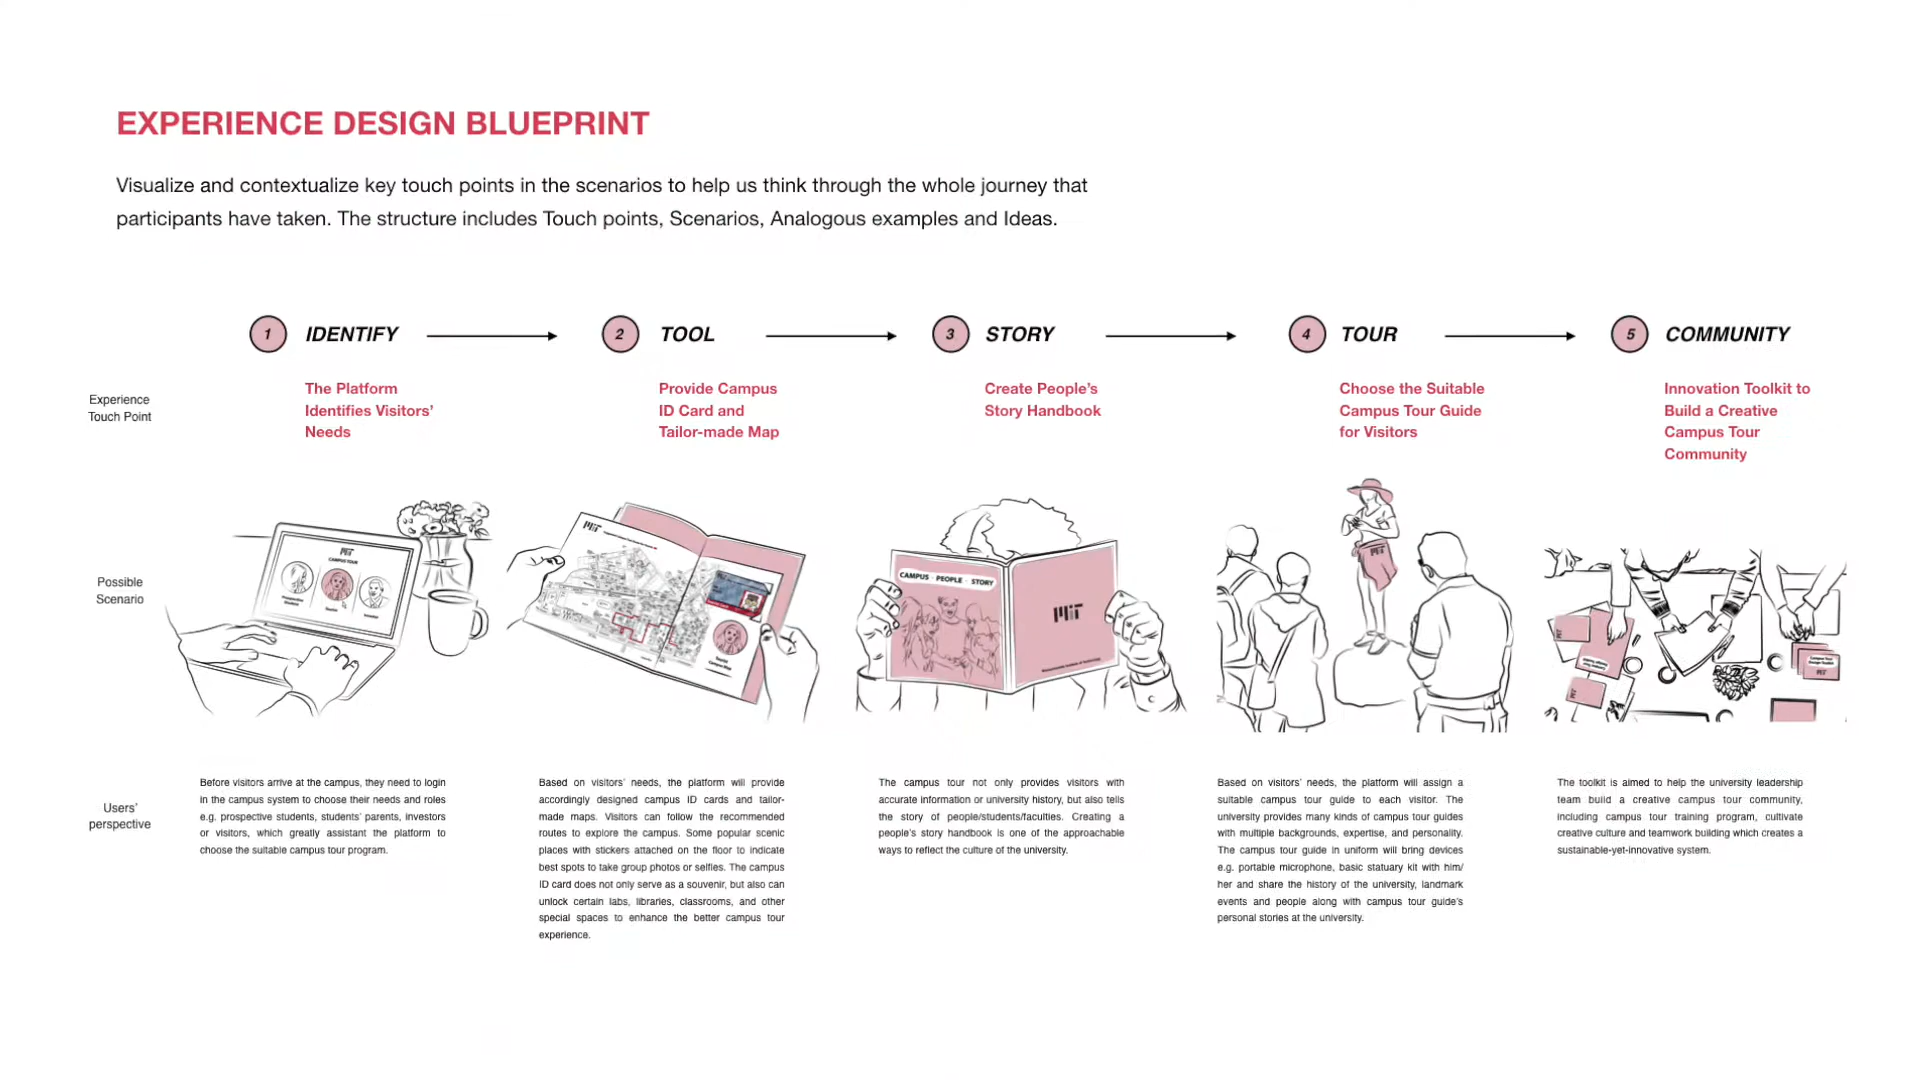 EXPERIENCE DESIGN BLUEPRINT
Visualize and contextualize key touch points in the scenarios to help us think through the whole journey that
participants have taken. The structure includes Touch points, Scenarios, Analogous examples and Ideas.
1 IDENTIFY
2 TOOL
3 STORY
4 TOUR
5 COMMUNITY
Experience
Touch Point
The Platform
Identifies Visitors'
Needs
Provide Campus
ID Card and
Tailor-made Map
Create People's
Story Handbook
Choose the Suitable
Campus Tour Guide
for Visitors
Innovation Toolkit to
Build a Creative
Campus Tour
Community
Possible
Scenario
MIT
CAMPUS TOUR
Tourist
MIT
Tourist
Campus Map
CAMPUS · PEOPLE · STORY
MIT
MIT
MIT
Campus Tour
Design Toolkit
MIT
Users'
perspective
Before visitors arrive at the campus, they need to login
in the campus system to choose their needs and roles
e.g. prospective students, students' parents, investors
or visitors, which greatly assistant the platform to
choose the suitable campus tour program.
Based on visitors' needs, the platform will provide
accordingly designed campus ID cards and tailor-
made maps. Visitors can follow the recommended
routes to explore the campus. Some popular scenic
places with stickers attached on the floor to indicate
best spots to take group photos or selfies. The campus
ID card does not only serve as a souvenir, but also can
unlock certain labs, libraries, classrooms, and other
special spaces to enhance the better campus tour
experience.
The campus tour not only provides visitors with
accurate information or university history, but also tells
the story of people/students/faculties. Creating a
people's story handbook is one of the approachable
ways to reflect the culture of the university.
Based on visitors' needs, the platform will assign a
suitable campus tour guide to each visitor. The
university provides many kinds of campus tour guides
with multiple backgrounds, expertise, and personality.
The campus tour guide in uniform will bring devices
e.g. portable microphone, basic statuary kit with him/
her and share the history of the university, landmark
events and people along with campus tour guide's
personal stories at the university.
The toolkit is aimed to help the university leadership
team build a creative campus tour community,
including campus tour training program, cultivate
creative culture and teamwork building which creates a
sustainable-yet-innovative system.